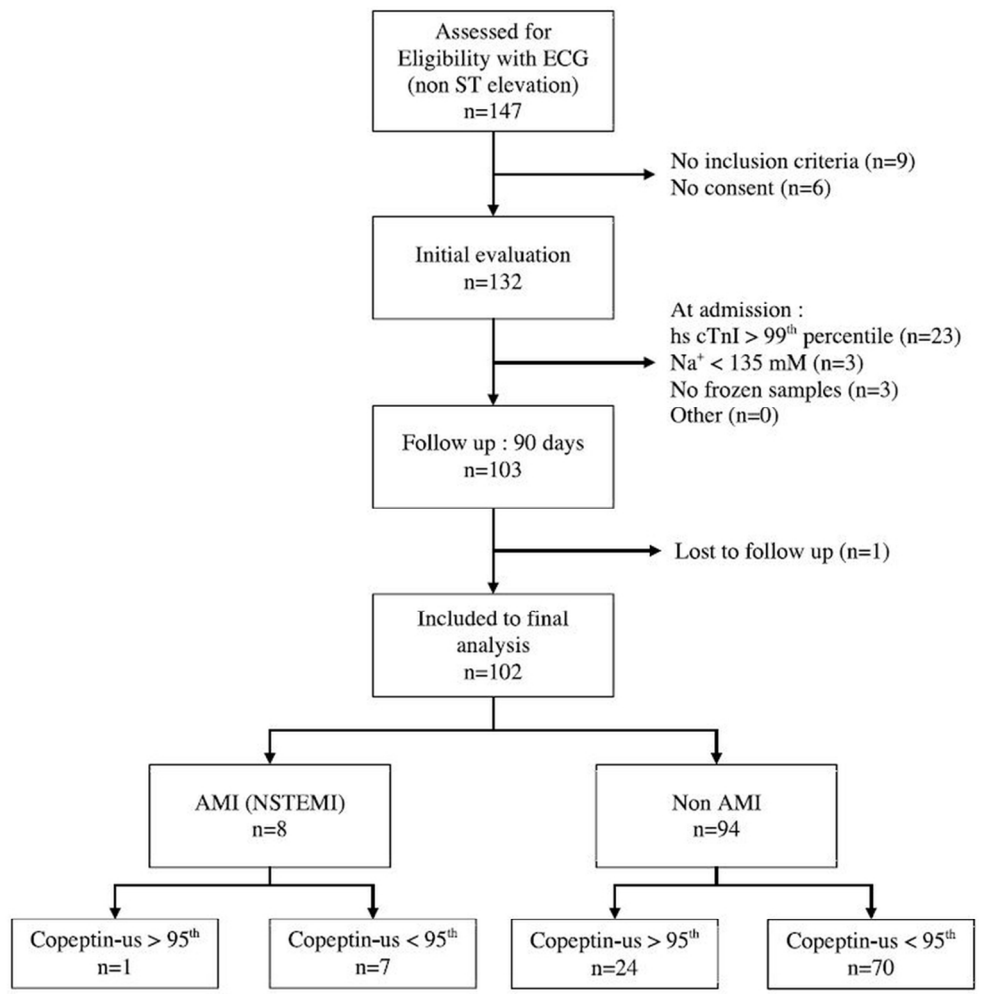 Assessed for
Eligibility with ECG
(non ST elevation)
n=147
No inclusion criteria (n=9)
No consent (n=6)
Initial evaluation
n=132
At admission :
hs cTnI > 99th percentile (n=23)
Na+ < 135 mM (n=3)
No frozen samples (n=3)
Other (n=0)
Follow up : 90 days
n=103
Lost to follow up (n=1)
Included to final
analysis
n=102
AMI (NSTEMI)
n=8
Non AMI
n=94
Copeptin-us > 95th
n=1
Copeptin-us < 95th
n=7
Copeptin-us > 95th
n=24
Copeptin-us < 95th
n=70